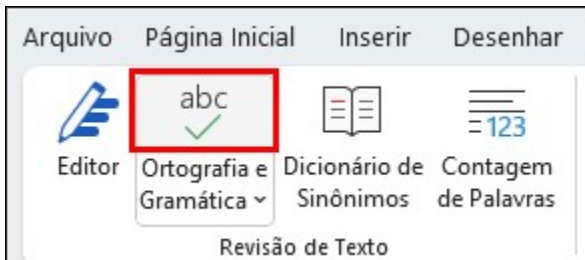 Arquivo Página Inicial Inserir Desenhar
abc
123
Editor Ortografia e Dicionário de Contagem
Gramática Sinônimos de Palavras
Revisão de Texto